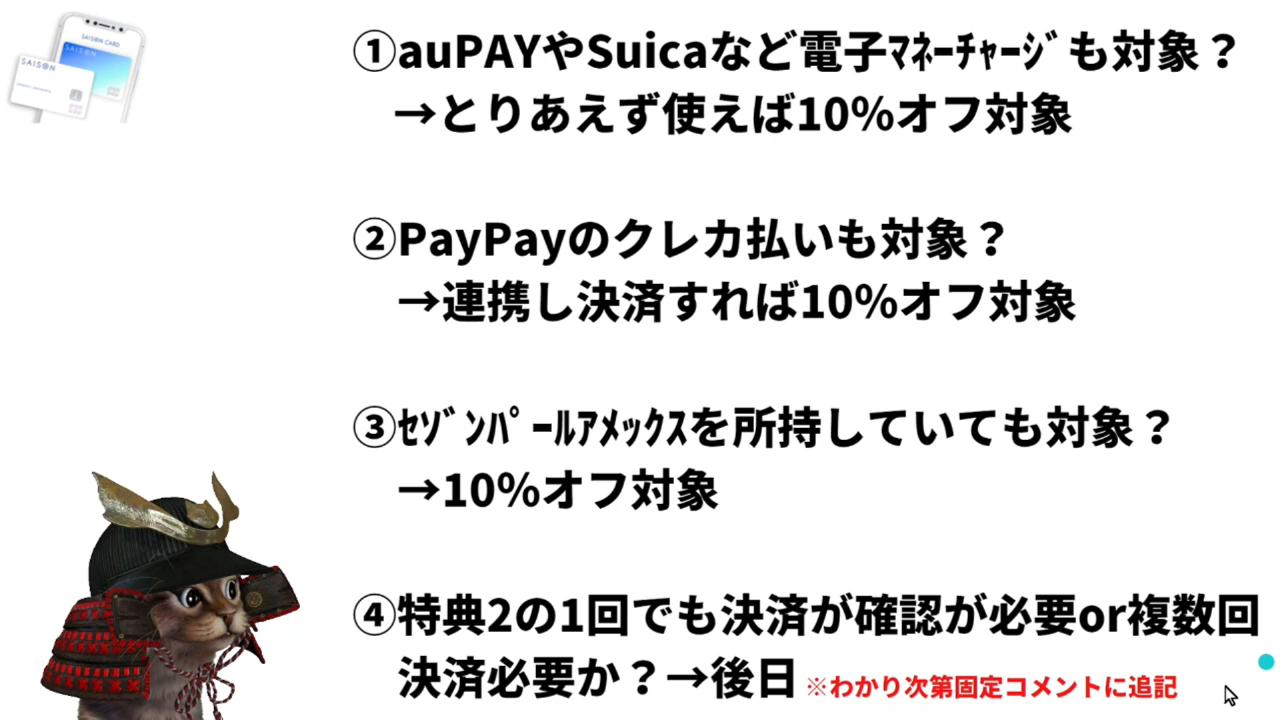 SAISON CARD
SAISON
SAISON
①auPAYやSuicaなど電子ﾏﾈｰﾁｬｰｼﾞも対象？
→とりあえず使えば10%オフ対象
②PayPayのクレカ払いも対象？
→連携し決済すれば10%オフ対象
③ｾｿﾞﾝﾊﾟｰﾙｱﾒｯｸｽを所持していても対象？
→10%オフ対象
④特典2の1回でも決済が確認が必要or複数回
決済必要か？→後日 ※わかり次第固定コメントに追記